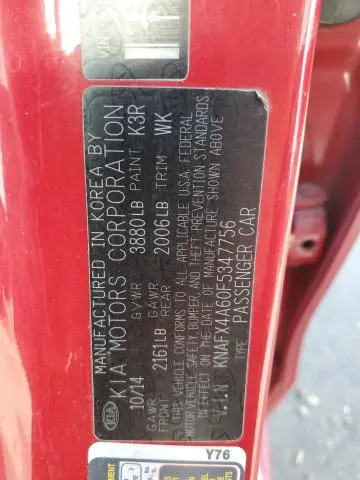 VIN
KIA
MANUFACTURED IN KOREA BY
KIA MOTORS CORPORATION
10/14 GVWR 3880LB PAINT K3R
GAWR FRONT 2161LB GAWR REAR 2006LB TRIM WK
THIS VEHICLE CONFORMS TO ALL APPLICABLE U.S.A. FEDERAL
MOTOR VEHICLE SAFETY, BUMPER, AND THEFT-PREVENTION STANDARDS
IN EFFECT ON THE DATE OF MANUFACTURE SHOWN ABOVE
V.I.N KNAFX4A60F5347756
TYPE PASSENGER CAR
Y76